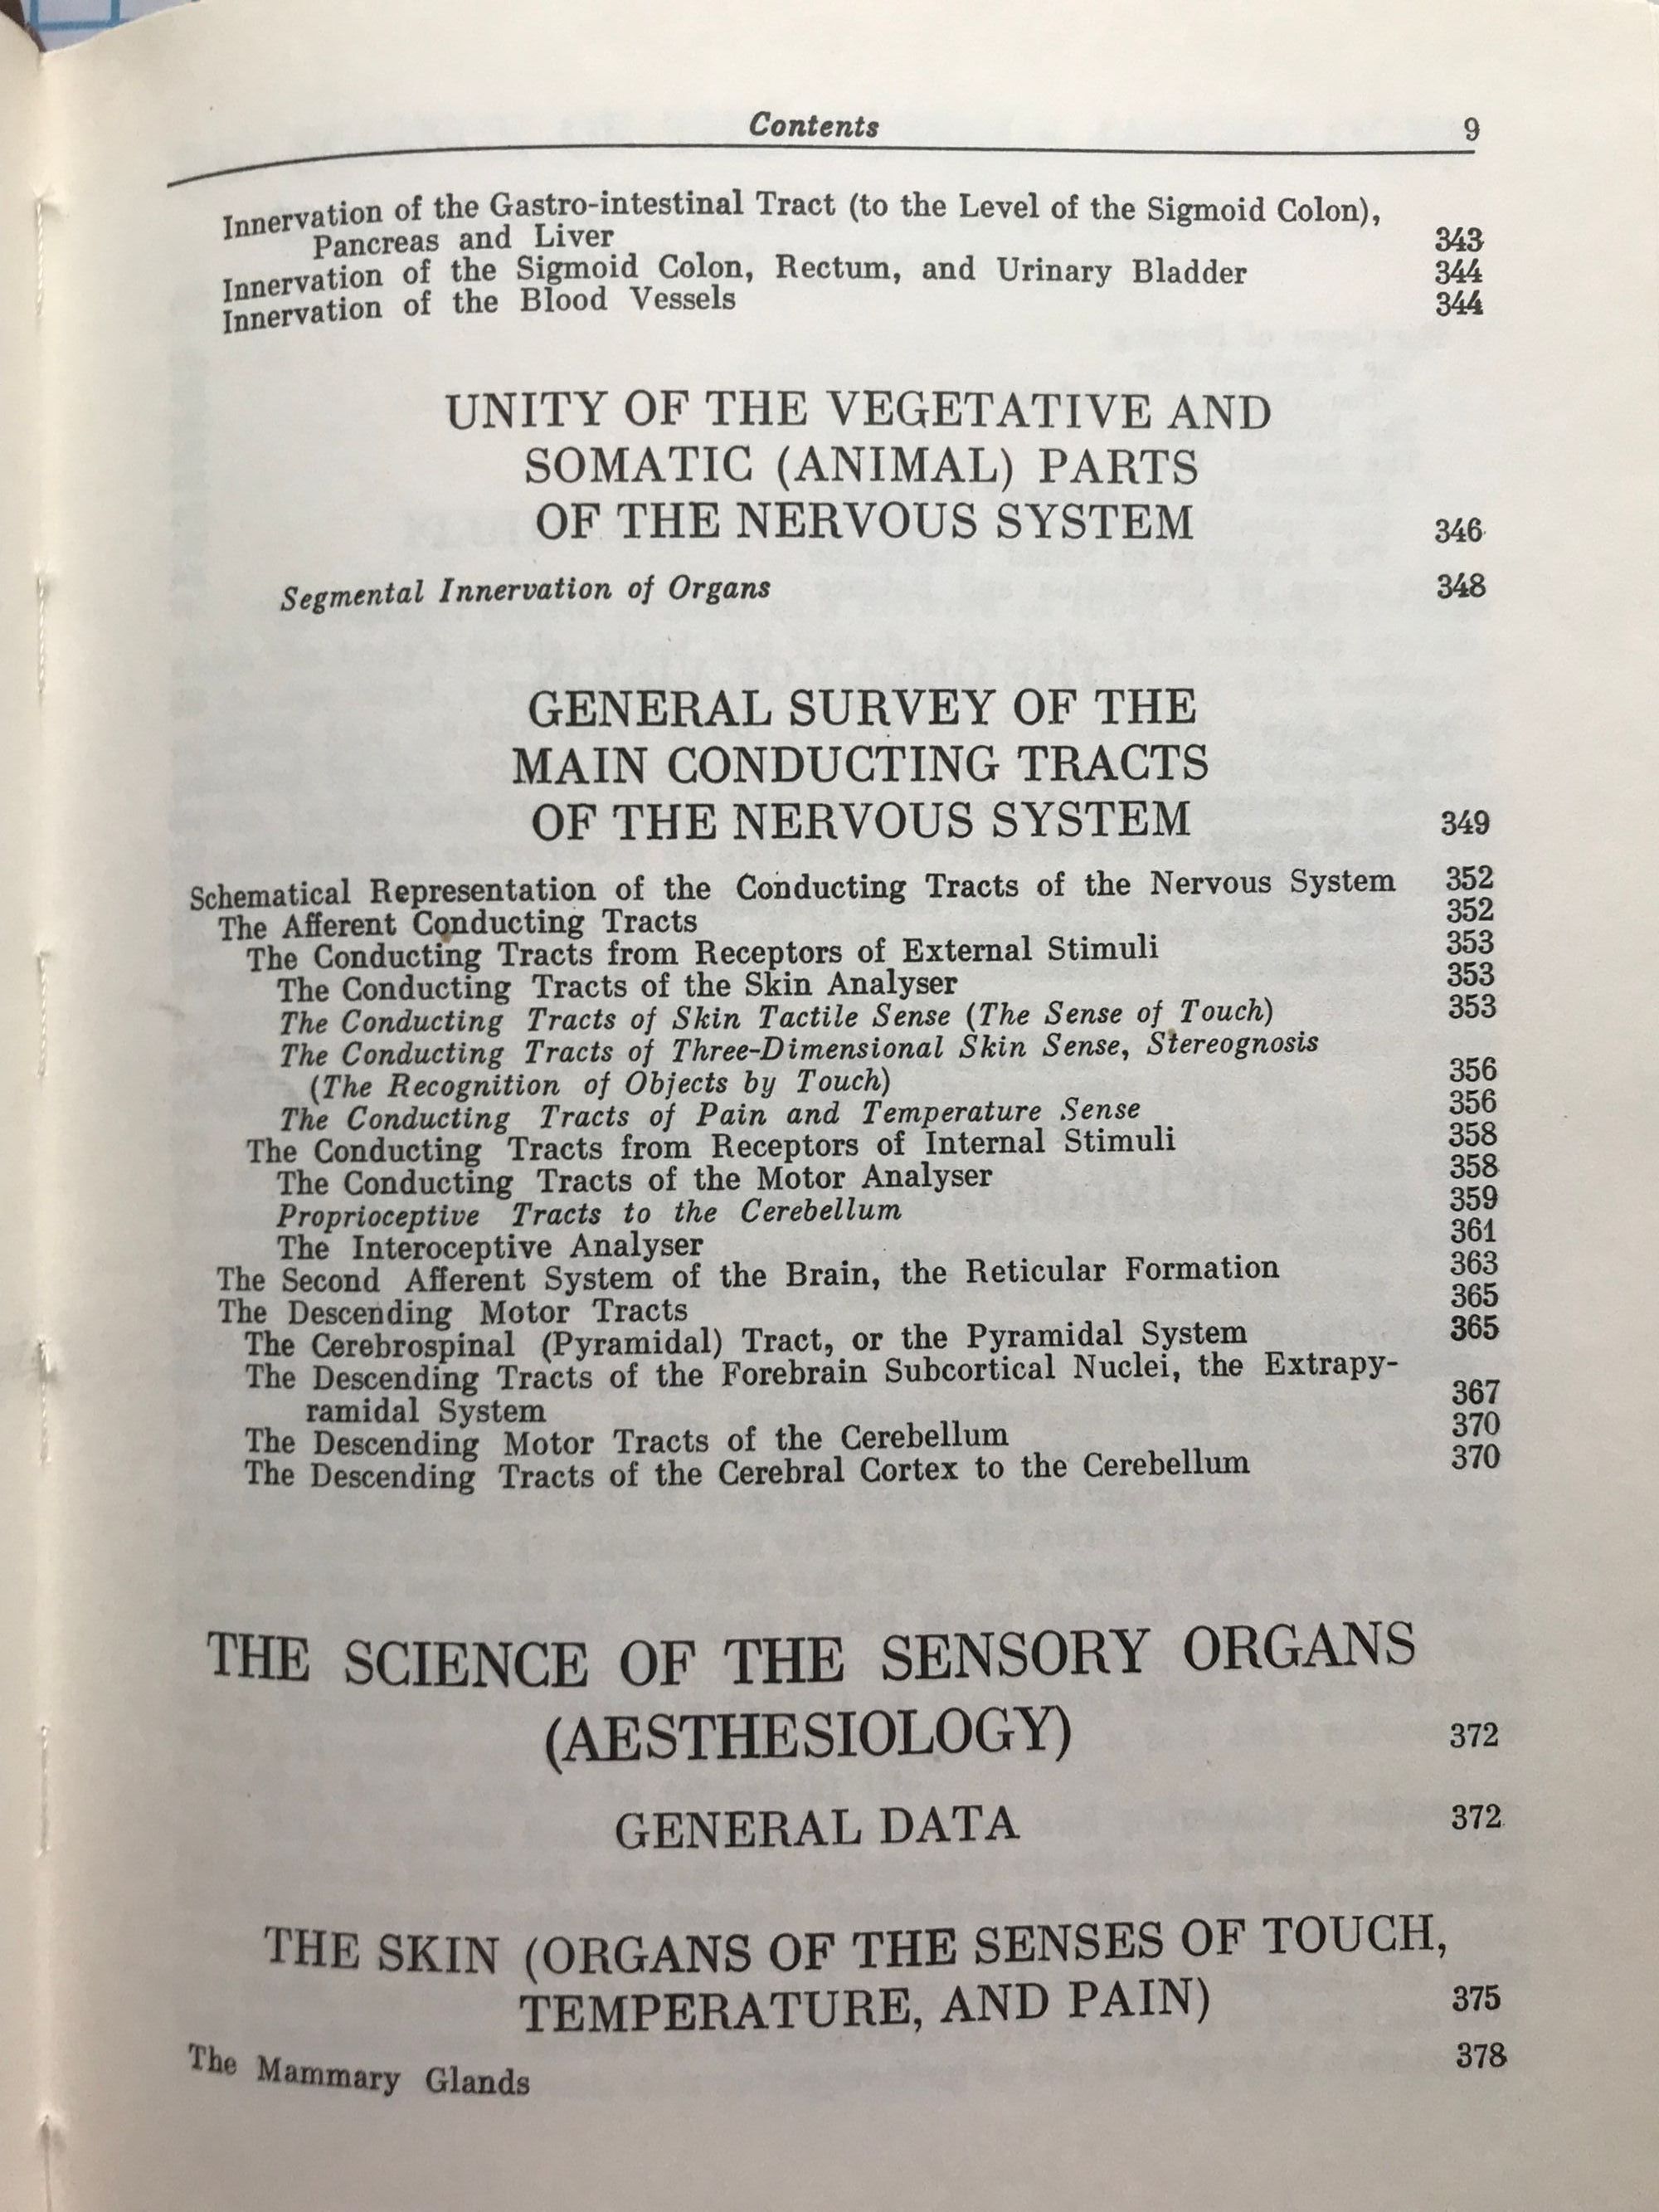 Contents 9
Innervation of the Gastro-intestinal Tract (to the Level of the Sigmoid Colon),
Pancreas and Liver 343
Innervation of the Sigmoid Colon, Rectum, and Urinary Bladder 344
Innervation of the Blood Vessels 344
UNITY OF THE VEGETATIVE AND
SOMATIC (ANIMAL) PARTS
OF THE NERVOUS SYSTEM 346
Segmental Innervation of Organs 348
GENERAL SURVEY OF THE
MAIN CONDUCTING TRACTS
OF THE NERVOUS SYSTEM 349
Schematical Representation of the Conducting Tracts of the Nervous System 352
The Afferent Conducting Tracts 352
The Conducting Tracts from Receptors of External Stimuli 353
The Conducting Tracts of the Skin Analyser 353
The Conducting Tracts of Skin Tactile Sense (The Sense of Touch) 353
The Conducting Tracts of Three-Dimensional Skin Sense, Stereognosis
(The Recognition of Objects by Touch) 356
The Conducting Tracts of Pain and Temperature Sense 356
The Conducting Tracts from Receptors of Internal Stimuli 358
The Conducting Tracts of the Motor Analyser 358
Proprioceptive Tracts to the Cerebellum 359
The Interoceptive Analyser 361
The Second Afferent System of the Brain, the Reticular Formation 363
The Descending Motor Tracts 365
The Cerebrospinal (Pyramidal) Tract, or the Pyramidal System 365
The Descending Tracts of the Forebrain Subcortical Nuclei, the Extrapy-
ramidal System 367
The Descending Motor Tracts of the Cerebellum 370
The Descending Tracts of the Cerebral Cortex to the Cerebellum 370
THE SCIENCE OF THE SENSORY ORGANS
(AESTHESIOLOGY) 372
GENERAL DATA 372
THE SKIN (ORGANS OF THE SENSES OF TOUCH,
TEMPERATURE, AND PAIN) 375
The Mammary Glands 378